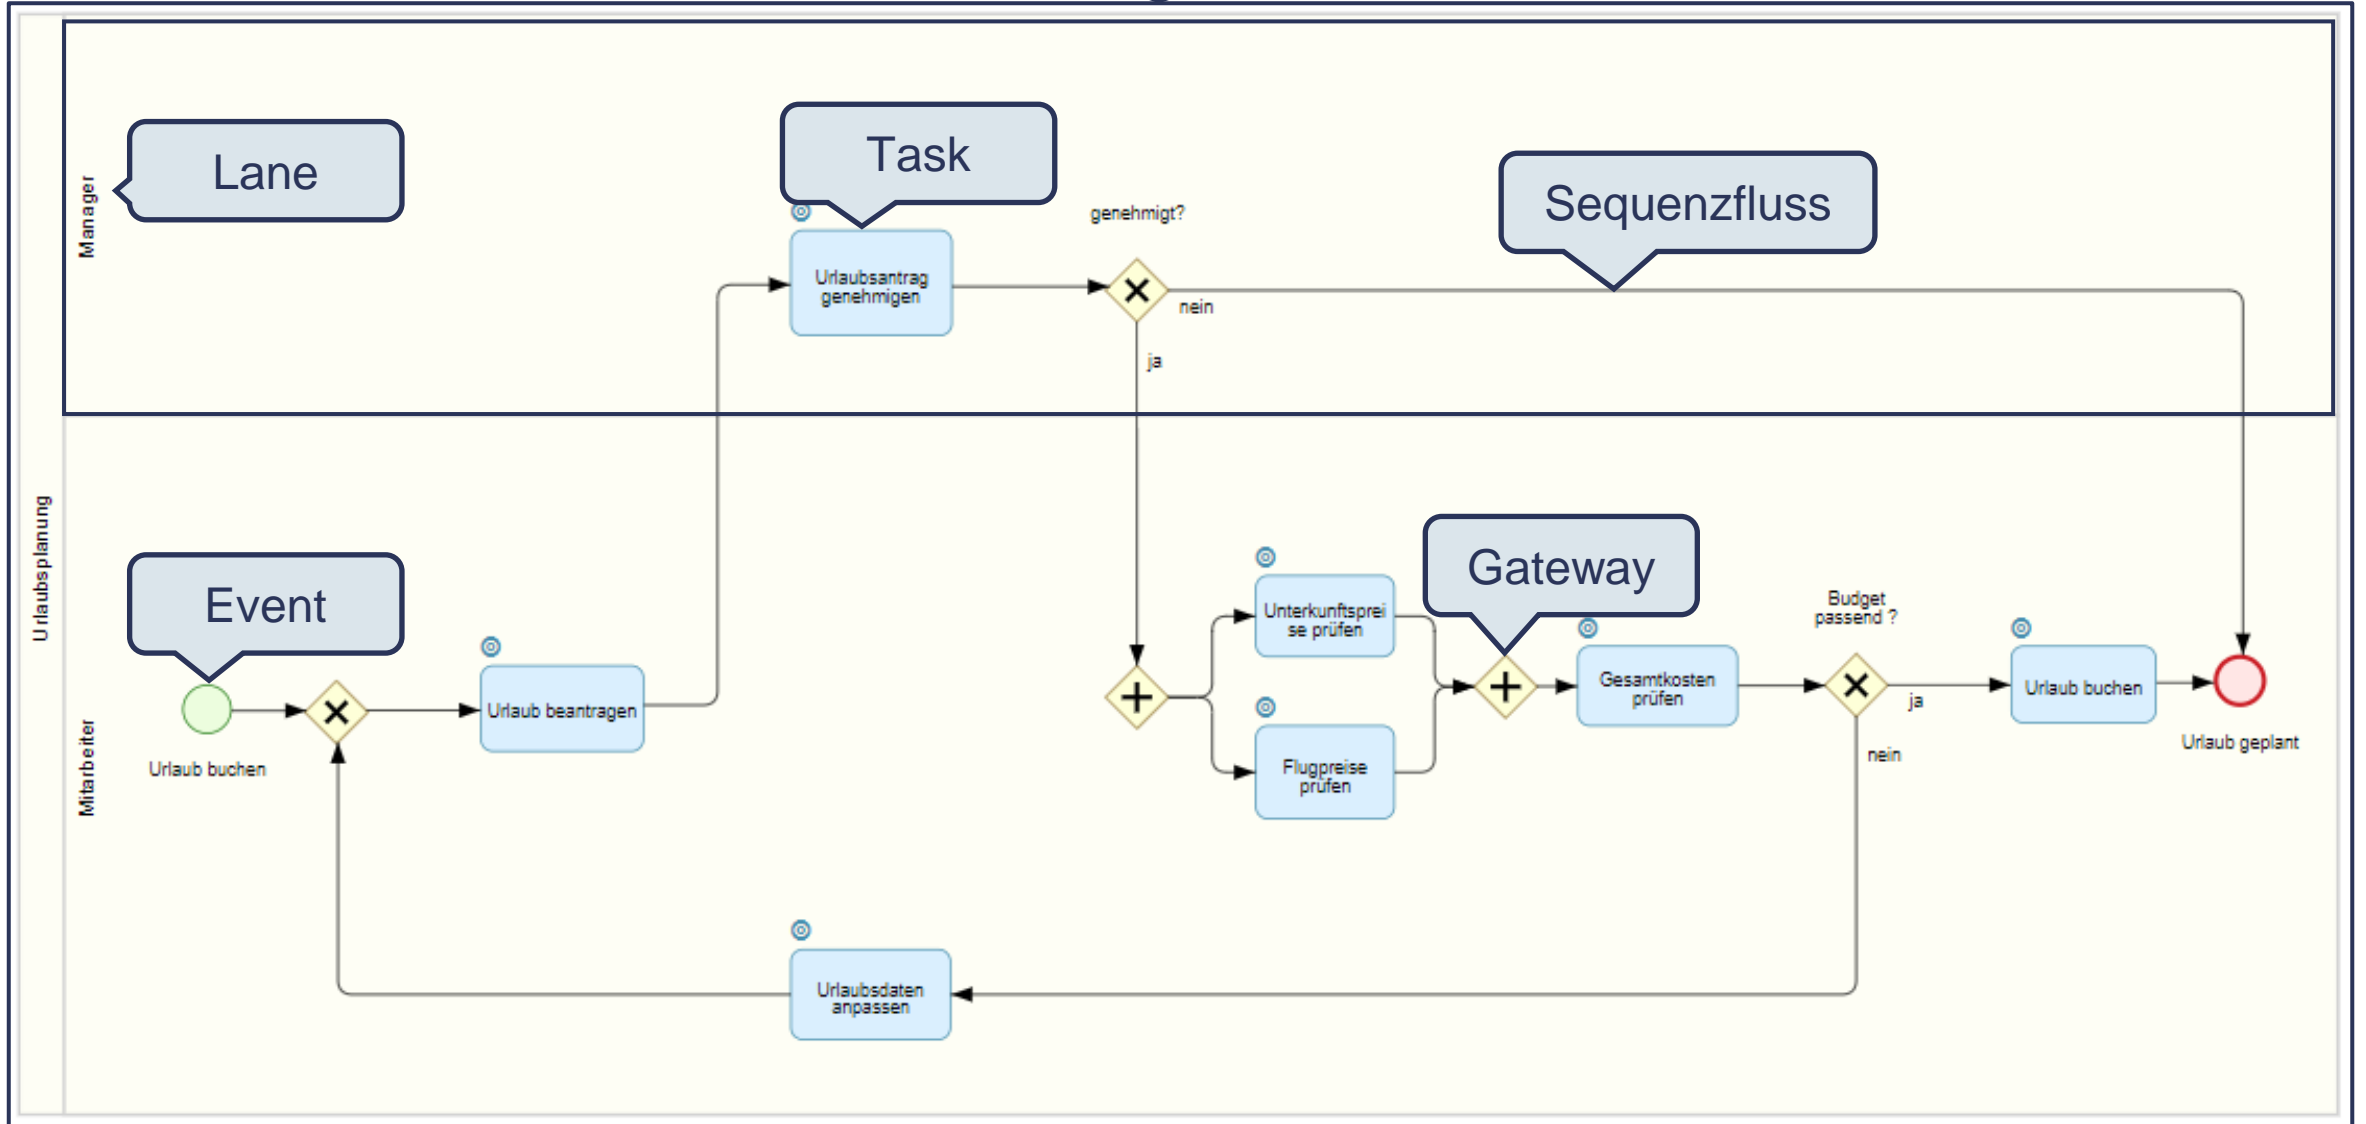 Lane
Task
Sequenzfluss
Manager
genehmigt?
Urlaubsantrag
genehmigen
nein
ja
Urlaubsplanung
Mitarbeiter
Event
Urlaub buchen
Urlaub beantragen
Unterkunftsprei
se prüfen
Flugpreise
prüfen
Gateway
Gesamtkosten
prüfen
Budget
passend ?
ja
nein
Urlaub buchen
Urlaub geplant
Urlaubsdaten
anpassen